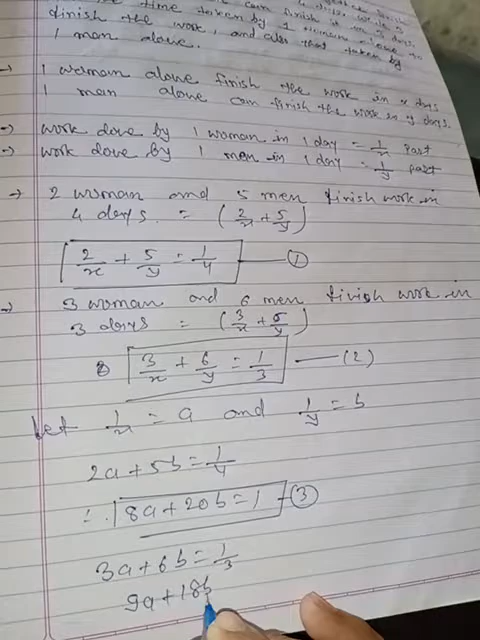 time taken by 1 woman alone to
finish the work, and also that taken by
1 man alone.
→ 1 woman alone finish the work in x days
1 man alone can finish the work in y days.
→ work done by 1 woman in 1 day = 1/x part
→ work done by 1 men in 1 day = 1/y part
→ 2 woman and 5 men finish work in
4 days. = (2/x + 5/y)
2/x + 5/y = 1/4 — ①
→ 3 woman and 6 men finish work in
3 days = (3/x + 6/y)
3/x + 6/y = 1/3 — (2)
Let 1/x = a and 1/y = b
2a + 5b = 1/4
∴ 8a + 20b = 1 — ③
3a + 6b = 1/3
9a + 18b